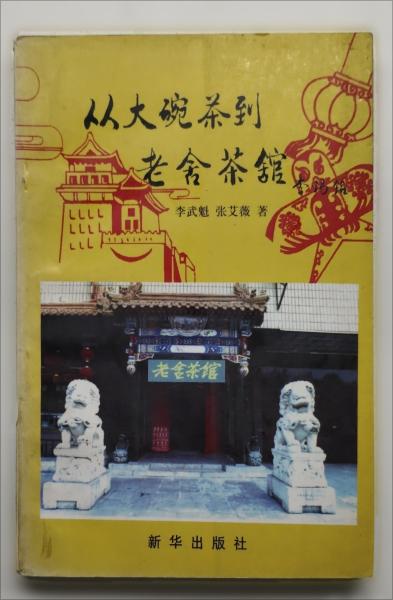 从大碗茶到
老舍茶馆
李武魁 张艾薇 著
老舍茶馆
新华出版社